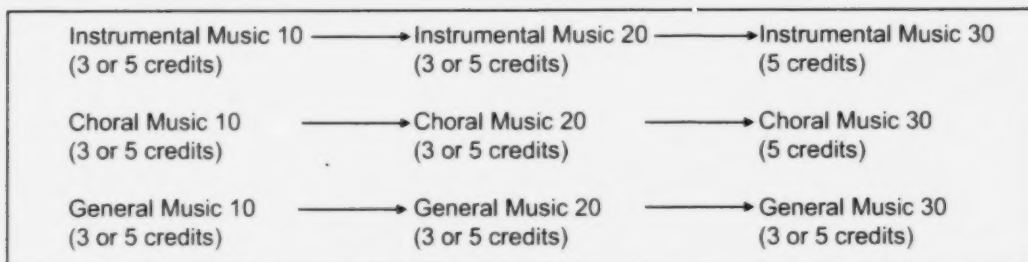 Instrumental Music 10 Instrumental Music 20 Instrumental Music 30
(3 or 5 credits) (3 or 5 credits) (5 credits)
Choral Music 10 Choral Music 20 Choral Music 30
(3 or 5 credits) (3 or 5 credits) (5 credits)
General Music 10 General Music 20 General Music 30
(3 or 5 credits) (3 or 5 credits) (3 or 5 credits)